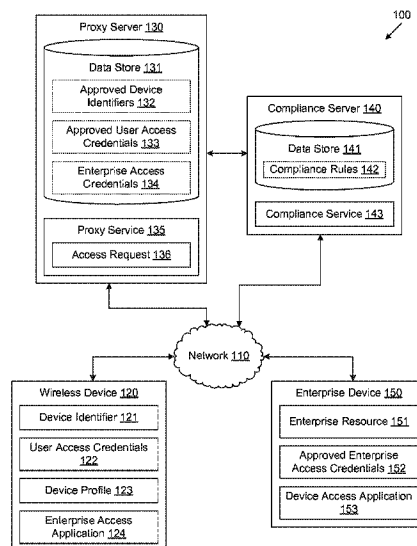 100
Proxy Server 130
Data Store 131
Approved Device
Identifiers 132
Approved User Access
Credentials 133
Enterprise Access
Credentials 134
Proxy Service 135
Access Request 136
Compliance Server 140
Data Store
141
Compliance Rules 142
Compliance Service 143
Network 110
Wireless Device 120
Device Identifier 121
User Access Credentials
122
Device Profile 123
Enterprise Access
Application 124
Enterprise Device 150
Enterprise Resource 151
Approved Enterprise
Access Credentials 152
Device Access Application
153